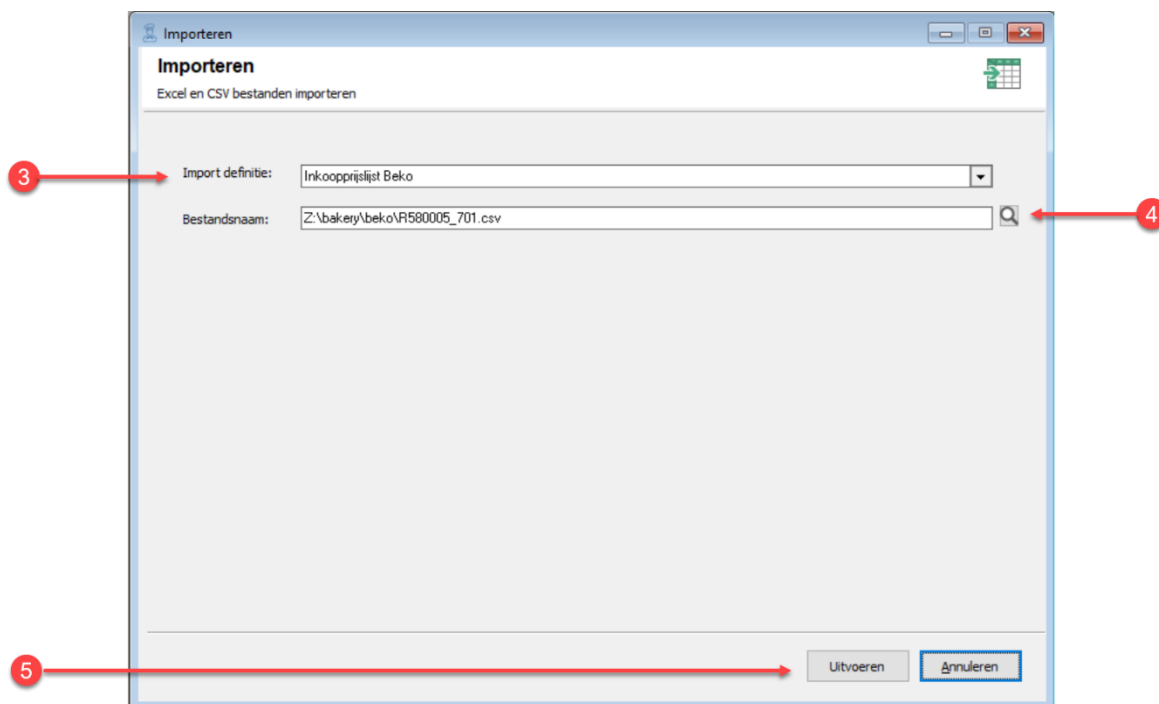 Importeren
Importeren
Excel en CSV bestanden importeren
3
Import definitie:
Inkoopprijslijst Beko
Bestandsnaam:
Z:\bakery\beko\R580005_701.csv
4
5
Uitvoeren
Annuleren